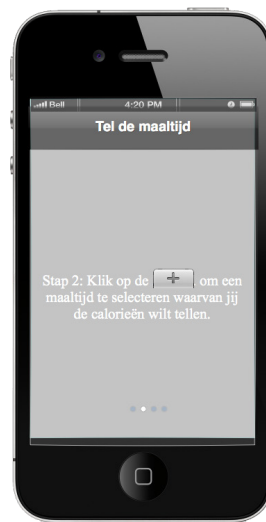 Bell 4:20 PM
Tel de maaltijd
Stap 2: Klik op de + om een
maaltijd te selecteren waarvan jij
de calorieën wilt tellen.